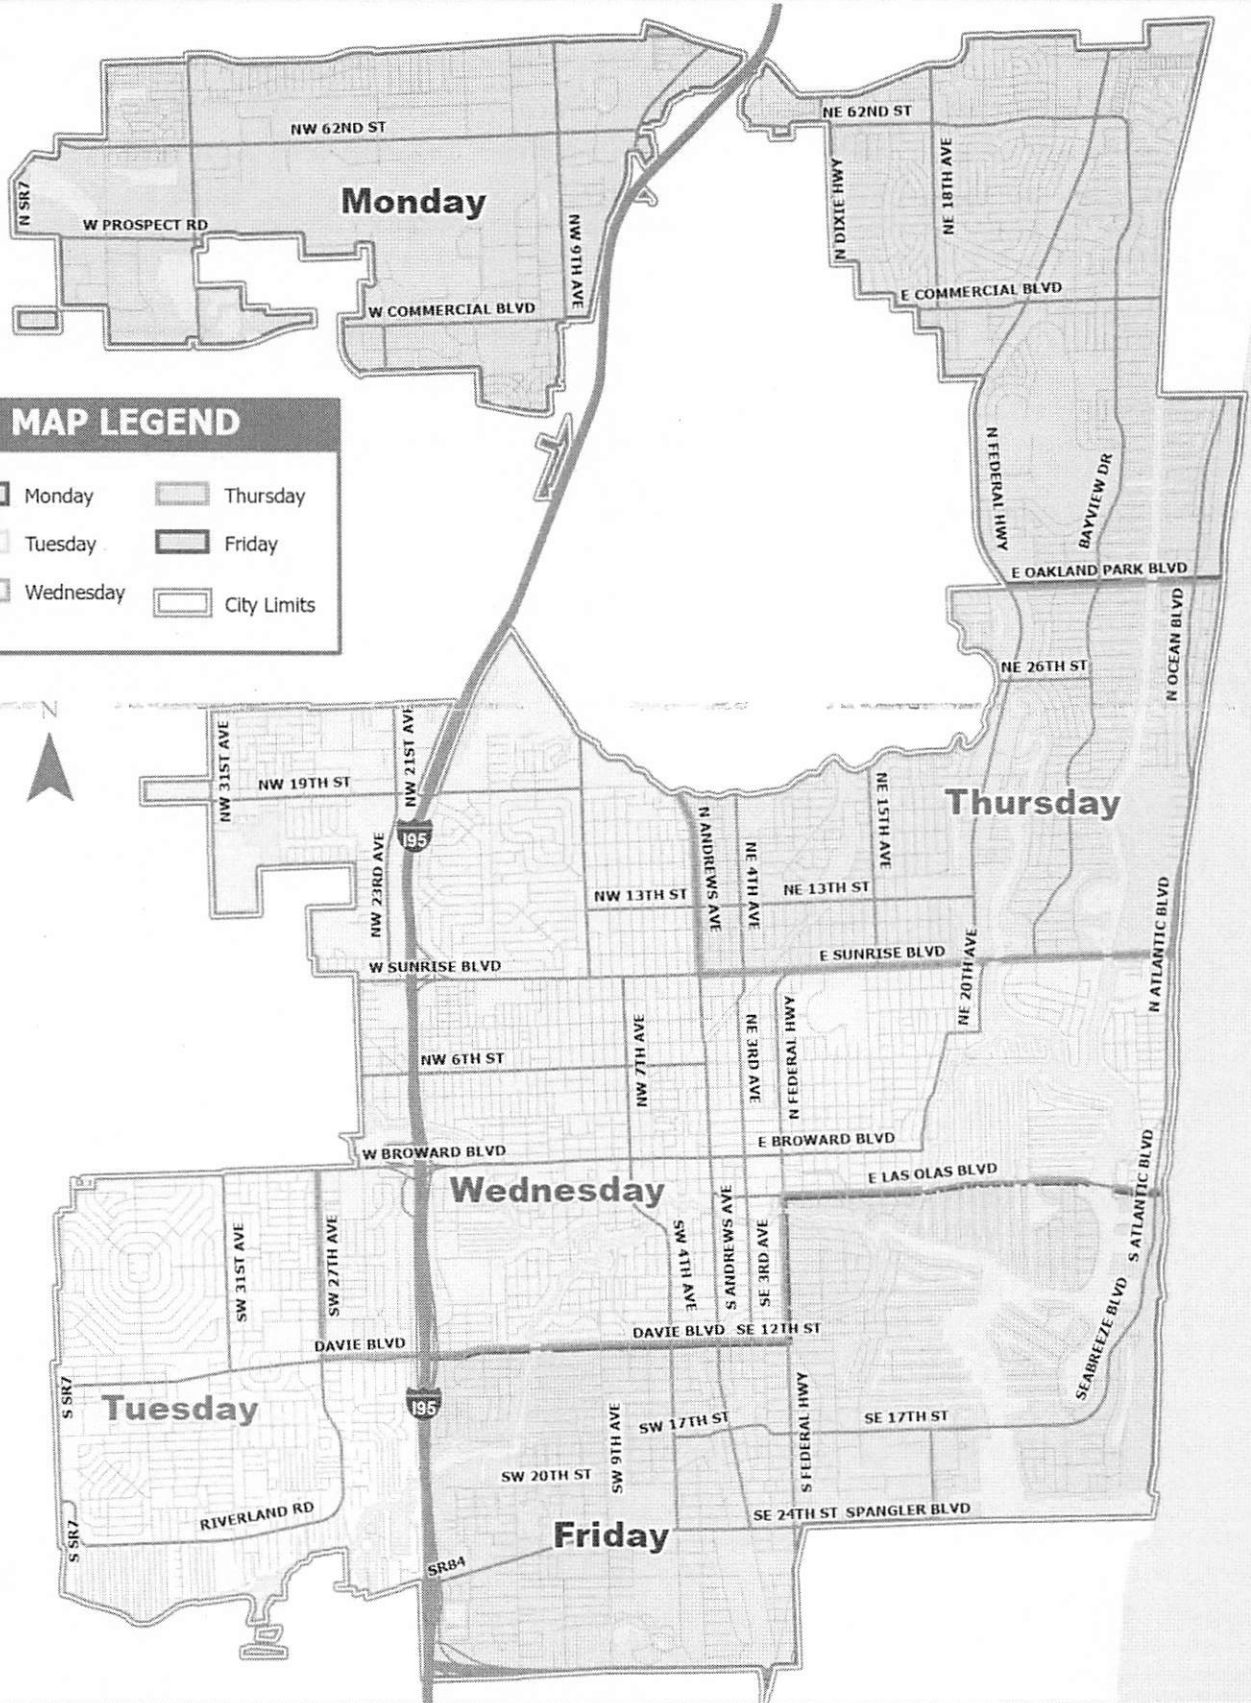 NW 62ND ST
NE 62ND ST
NE 18TH AVE
N DIXIE HWY
N SR7
Monday
W PROSPECT RD
NW 9TH AVE
E COMMERCIAL BLVD
W COMMERCIAL BLVD
MAP LEGEND
Monday
Thursday
Tuesday
Friday
Wednesday
City Limits
N FEDERAL HWY
BAYVIEW DR
E OAKLAND PARK BLVD
N OCEAN BLVD
NE 26TH ST
N
NW 31ST AVE
NW 21ST AVE
NW 19TH ST
NE 15TH AVE
Thursday
195
N ANDREWS AVE
NE 4TH AVE
NW 23RD AVE
NW 13TH ST
NE 13TH ST
N ATLANTIC BLVD
W SUNRISE BLVD
E SUNRISE BLVD
NE 20TH AVE
NW 7TH AVE
NE 3RD AVE
N FEDERAL HWY
NW 6TH ST
W BROWARD BLVD
E BROWARD BLVD
Wednesday
E LAS OLAS BLVD
S ATLANTIC BLVD
SW 31ST AVE
SW 27TH AVE
SW 4TH AVE
S ANDREWS AVE
SE 3RD AVE
DAVIE BLVD
DAVIE BLVD SE 12TH ST
SEABREEZE BLVD
S SR7
Tuesday
195
SW 9TH AVE
SW 17TH ST
S FEDERAL HWY
SE 17TH ST
SW 20TH ST
RIVERLAND RD
S SR7
Friday
SE 24TH ST SPANGLER BLVD
SR84